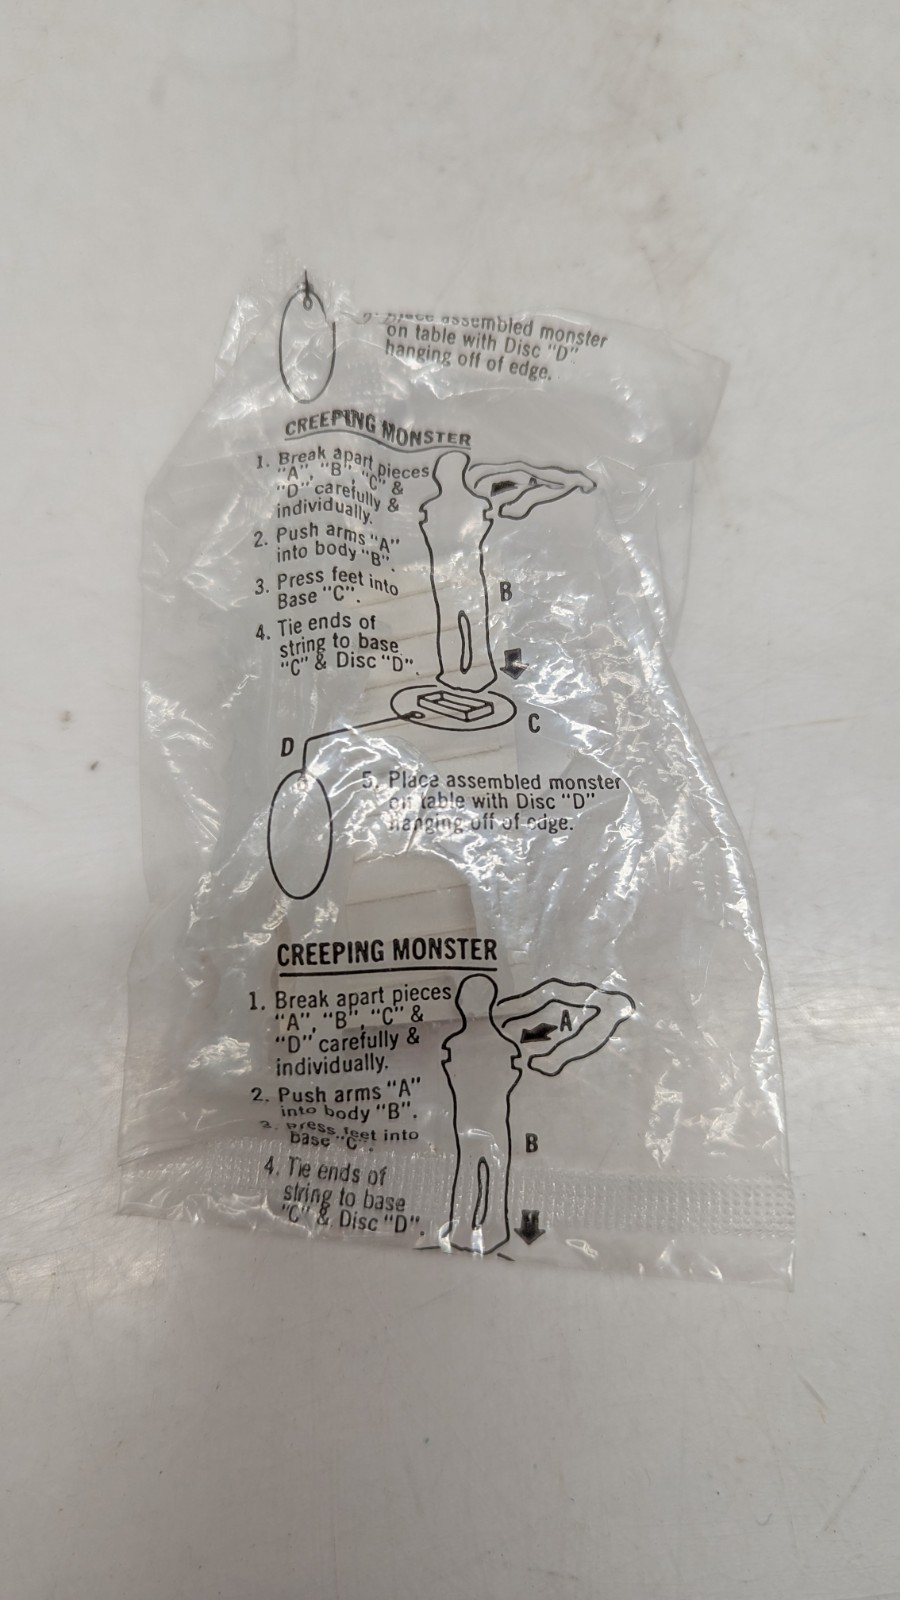 Place assembled monster
on table with Disc "D"
hanging off of edge.
CREEPING MONSTER
1. Break apart pieces
"A", "B", "C" &
"D" carefully &
individually.
2. Push arms "A"
into body "B".
3. Press feet into
Base "C".
4. Tie ends of
string to base
"C" & Disc "D".
A
B
C
D
5. Place assembled monster
on table with Disc "D"
hanging off of edge.
CREEPING MONSTER
1. Break apart pieces
"A", "B", "C" &
"D" carefully &
individually.
2. Push arms "A"
into body "B".
3. Press feet into
base "C".
4. Tie ends of
string to base
"C" & Disc "D".
A
B